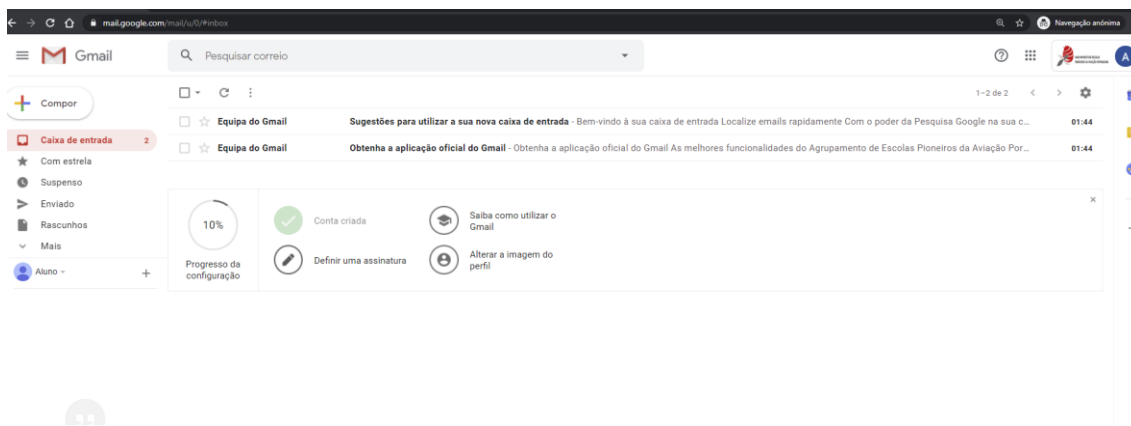 mail.google.com/mail/u/0/#inbox
Navegação anónima
Gmail
Pesquisar correio
A
Compor
1–2 de 2
Equipa do Gmail
Sugestões para utilizar a sua nova caixa de entrada - Bem-vindo à sua caixa de entrada Localize emails rapidamente Com o poder da Pesquisa Google na sua c...
01:44
Caixa de entrada 2
Equipa do Gmail
Obtenha a aplicação oficial do Gmail - Obtenha a aplicação oficial do Gmail As melhores funcionalidades do Agrupamento de Escolas Pioneiros da Aviação Por...
01:44
Com estrela
Suspenso
Enviado
Rascunhos
Mais
Aluno
10%
Progresso da
configuração
Conta criada
Definir uma assinatura
Saiba como utilizar o
Gmail
Alterar a imagem do
perfil